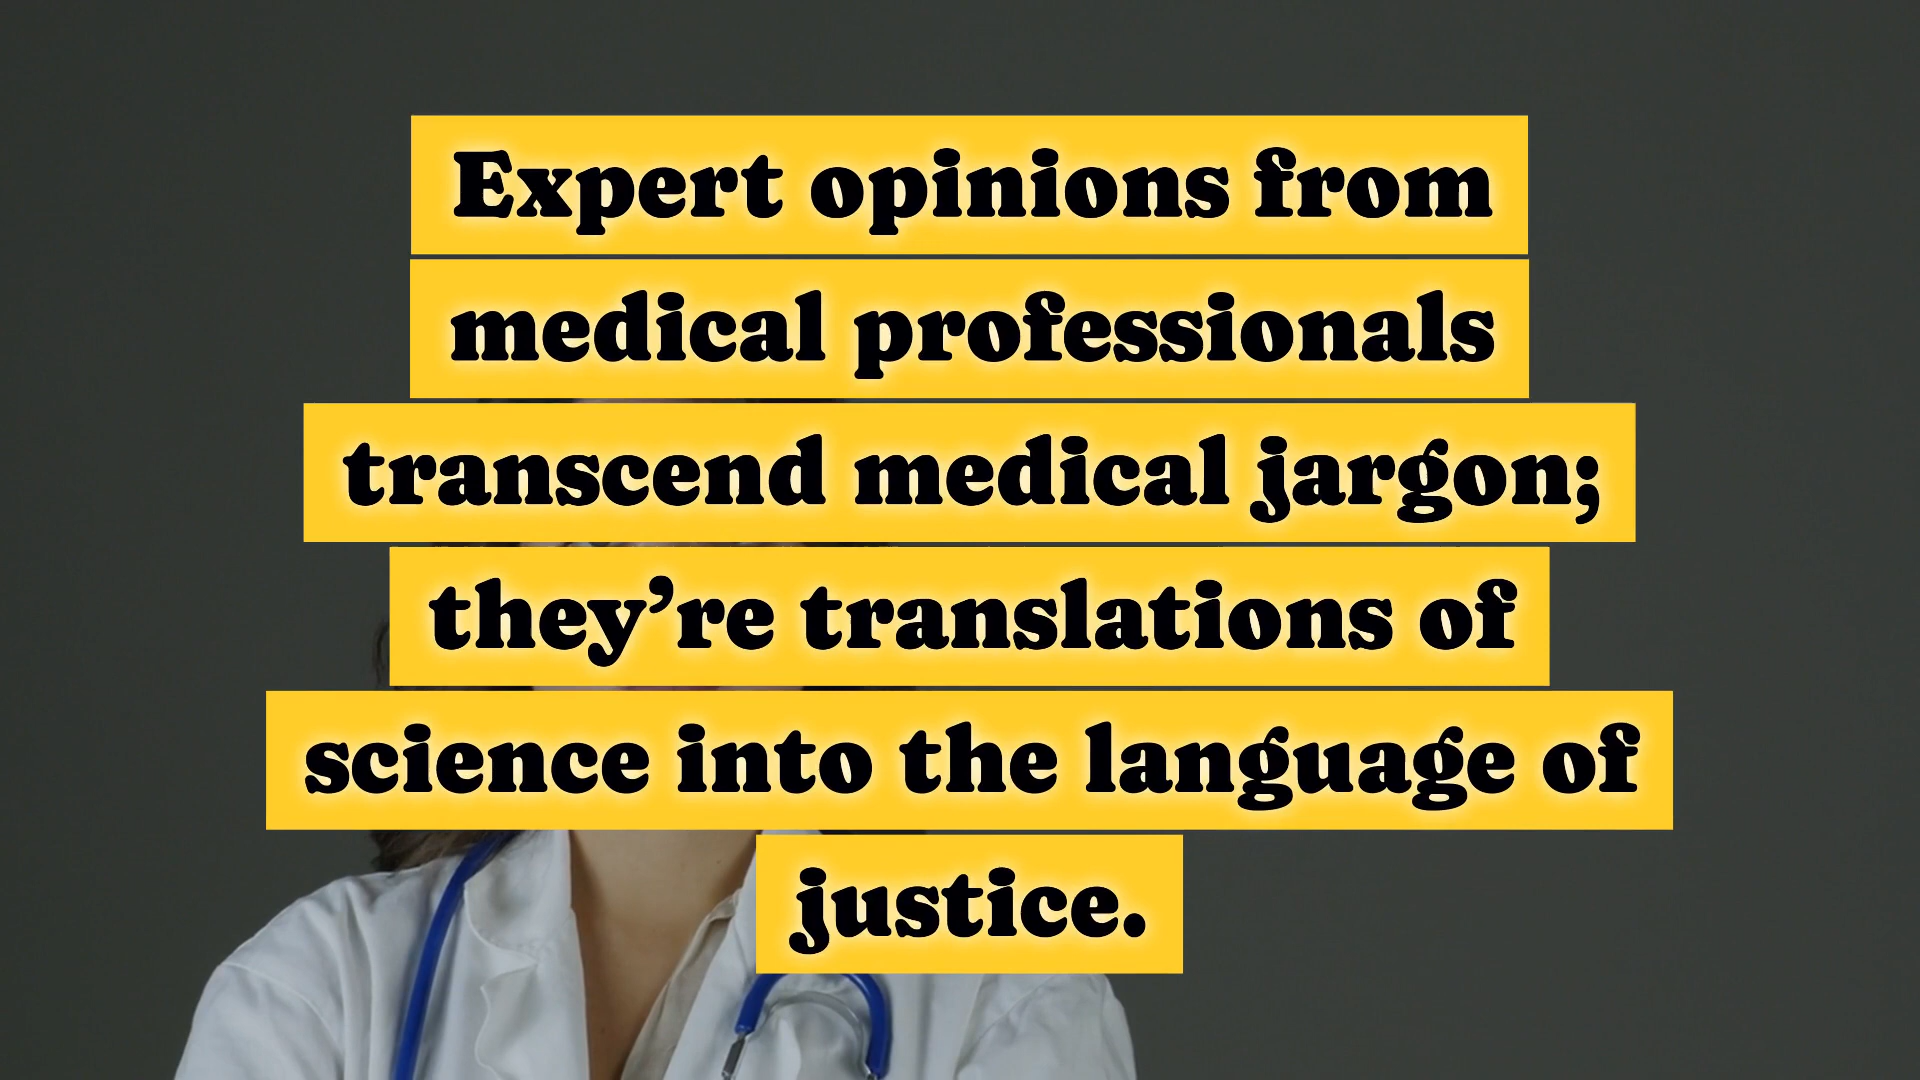 Expert opinions from
medical professionals
transcend medical jargon;
they’re translations of
science into the language of
justice.